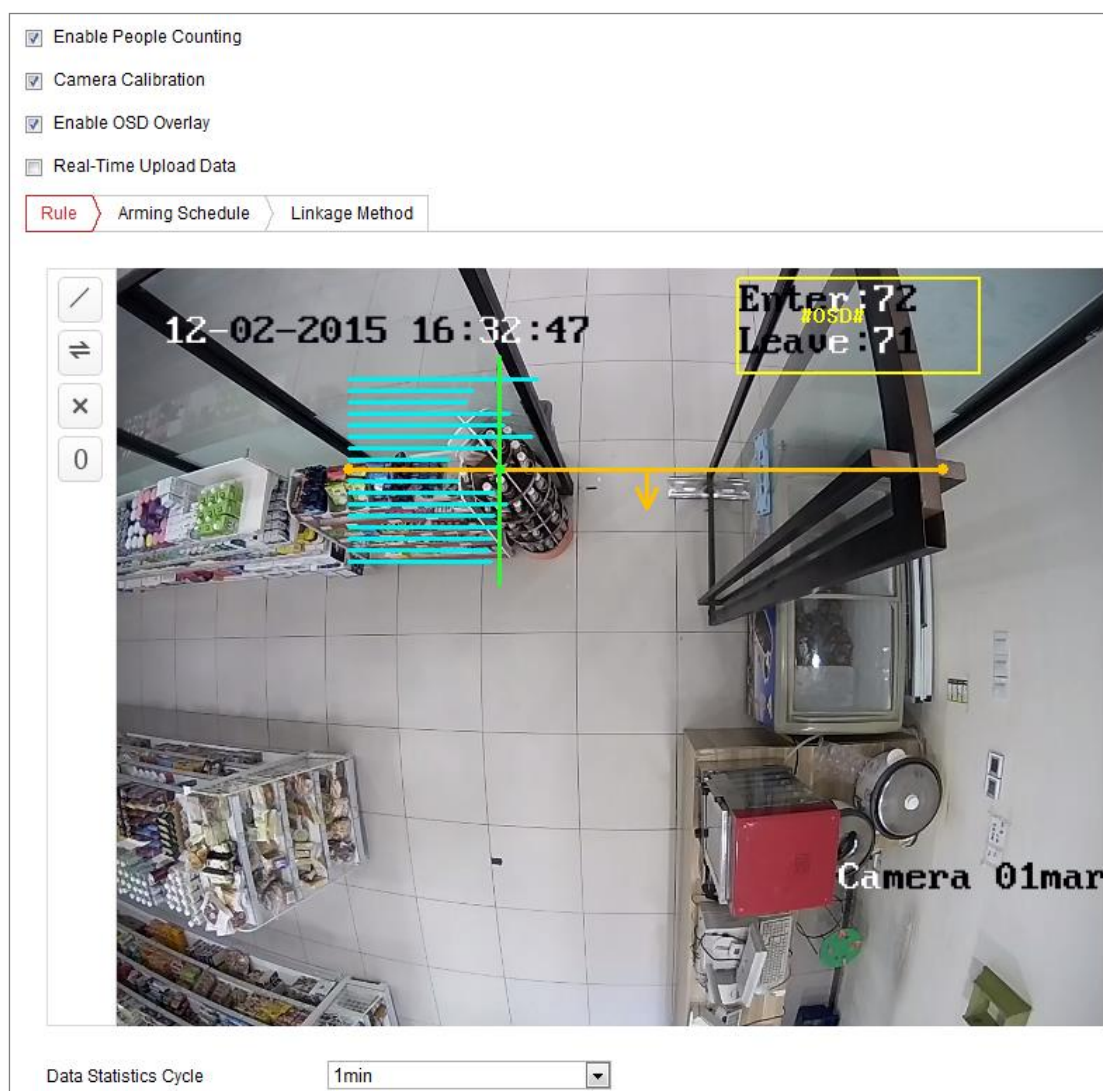 Enable People Counting
Camera Calibration
Enable OSD Overlay
Real-Time Upload Data
Rule
Arming Schedule
Linkage Method
0
12-02-2015 16:32:47
Enter:72
#OSD#
Leave:71
Camera 01mar
Data Statistics Cycle
1min